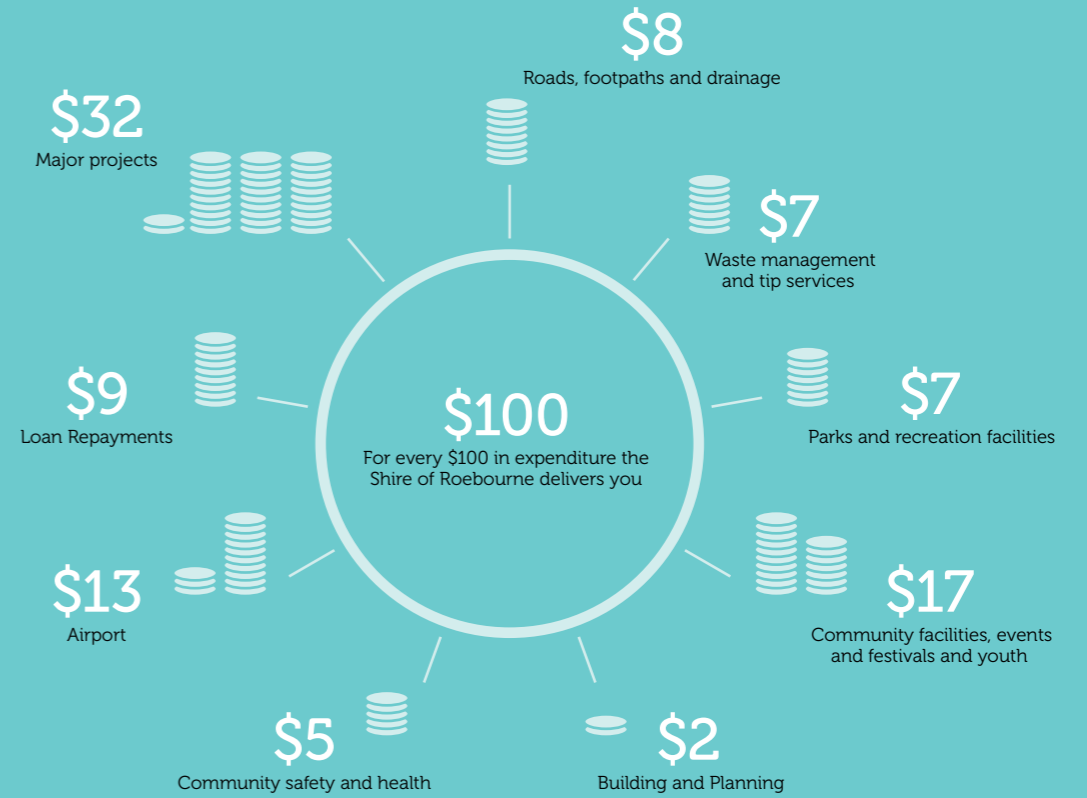 $8
Roads, footpaths and drainage
$32
Major projects
$7
Waste management
and tip services
$9
Loan Repayments
$100
For every $100 in expenditure the
Shire of Roebourne delivers you
$7
Parks and recreation facilities
$13
Airport
$17
Community facilities, events
and festivals and youth
$5
Community safety and health
$2
Building and Planning